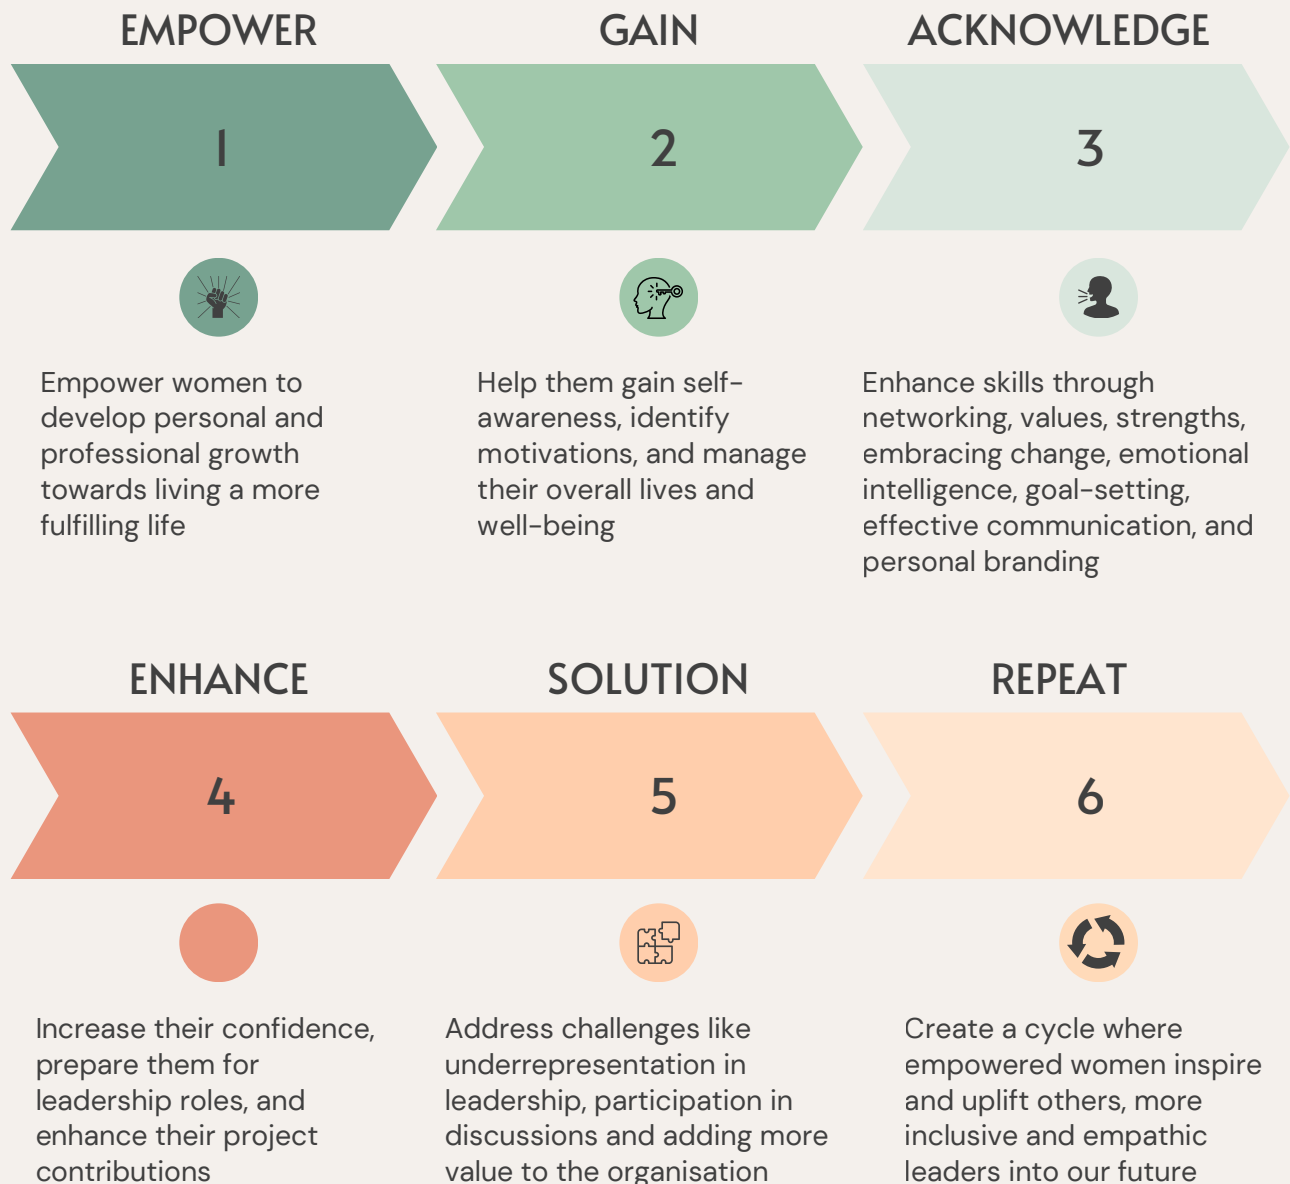 EMPOWER
GAIN
ACKNOWLEDGE
1
2
3
Empower women to
develop personal and
professional growth
towards living a more
fulfilling life
Help them gain self-
awareness, identify
motivations, and manage
their overall lives and
well-being
Enhance skills through
networking, values, strengths,
embracing change, emotional
intelligence, goal-setting,
effective communication, and
personal branding
ENHANCE
SOLUTION
REPEAT
4
5
6
Increase their confidence,
prepare them for
leadership roles, and
enhance their project
contributions
Address challenges like
underrepresentation in
leadership, participation in
discussions and adding more
value to the organisation
Create a cycle where
empowered women inspire
and uplift others, more
inclusive and empathic
leaders into our future